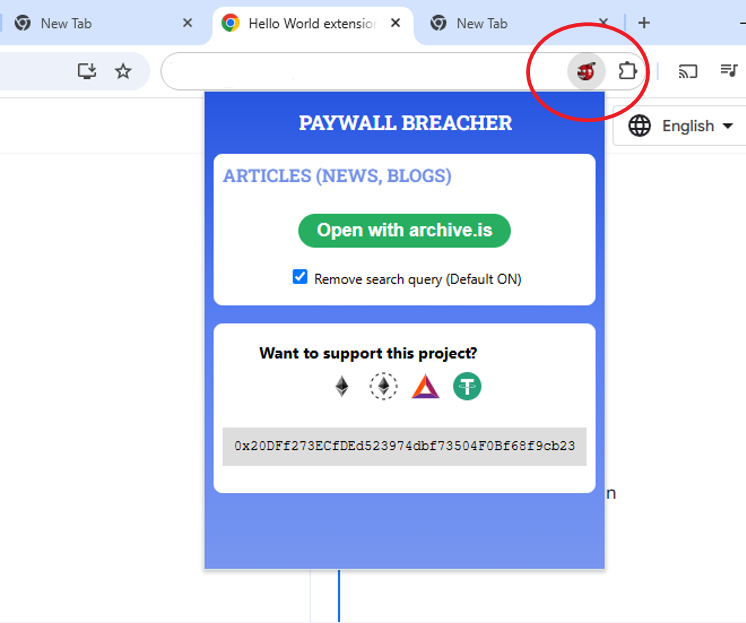 New Tab
Hello World extension
New Tab
English
PAYWALL BREACHER
ARTICLES (NEWS, BLOGS)
Open with archive.is
Remove search query (Default ON)
Want to support this project?
0x20DFf273ECfDEd523974dbf73504F0Bf68f9cb23
n